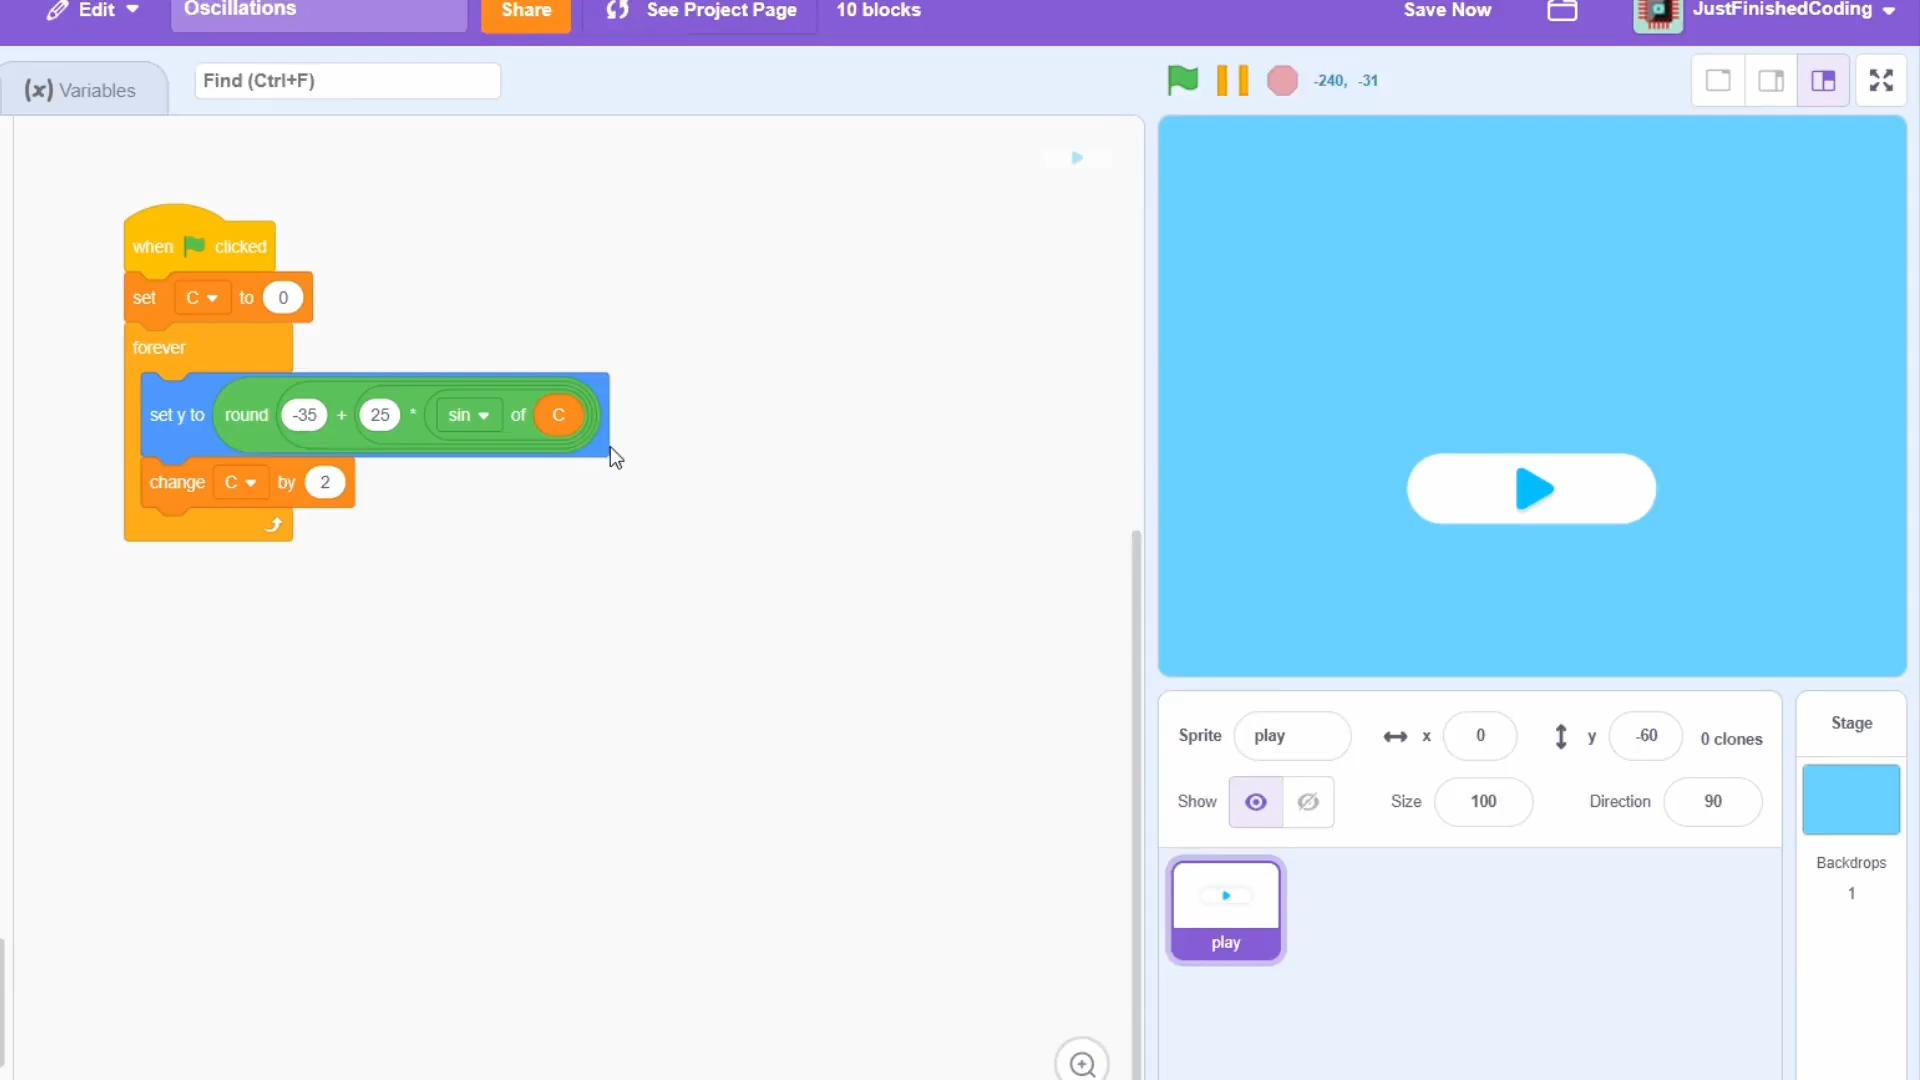 Edit
Oscillations
Share
See Project Page
10 blocks
Save Now
JustFinishedCoding
(x) Variables
Find (Ctrl+F)
-240, -31
when clicked
set C to 0
forever
set y to round -35 + 25 * sin of C
change C by 2
Sprite play x 0 y -60 0 clones
Show Size 100 Direction 90
play
Stage
Backdrops
1